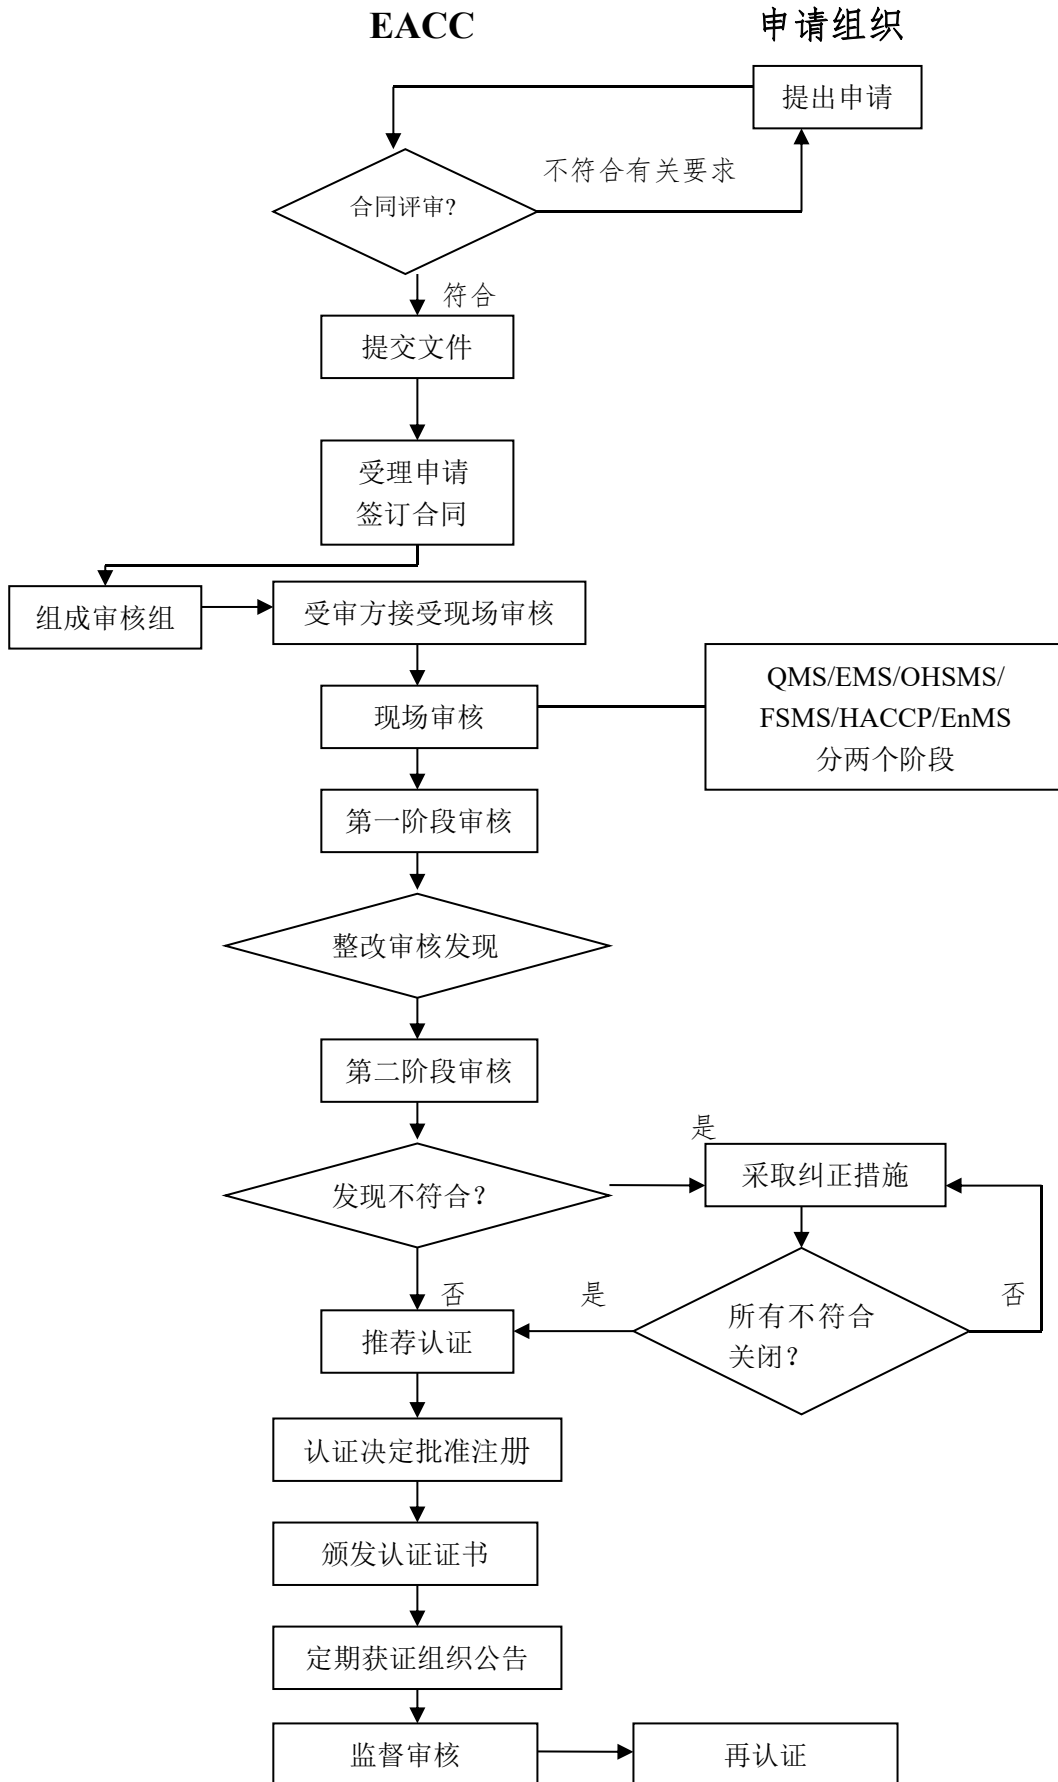 EACC
申请组织
提出申请
不符合有关要求
合同评审?
符合
提交文件
受理申请
签订合同
组成审核组
受审方接受现场审核
QMS/EMS/OHSMS/
FSMS/HACCP/EnMS
分两个阶段
现场审核
第一阶段审核
整改审核发现
第二阶段审核
是
采取纠正措施
发现不符合？
否
是
所有不符合
关闭？
否
推荐认证
认证决定批准注册
颁发认证证书
定期获证组织公告
监督审核
再认证